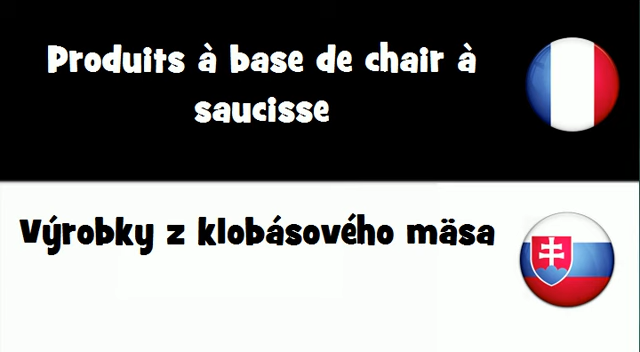 Produits à base de chair à
saucisse
Výrobky z klobásového mäsa